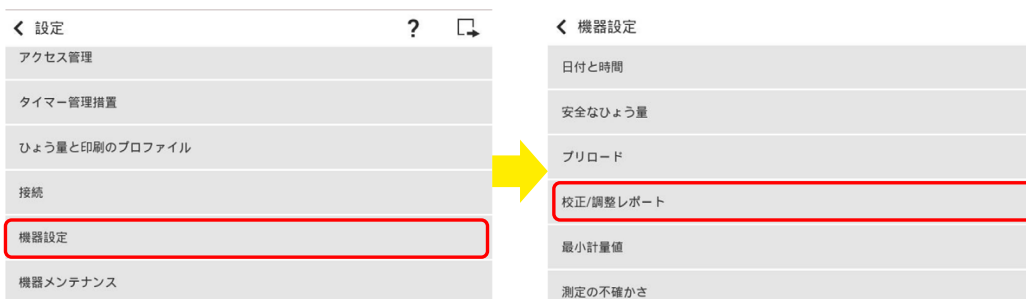 設定 ?
アクセス管理
タイマー管理措置
ひょう量と印刷のプロファイル
接続
機器設定
機器メンテナンス
機器設定
日付と時間
安全なひょう量
プリロード
校正/調整レポート
最小計量値
測定の不確かさ